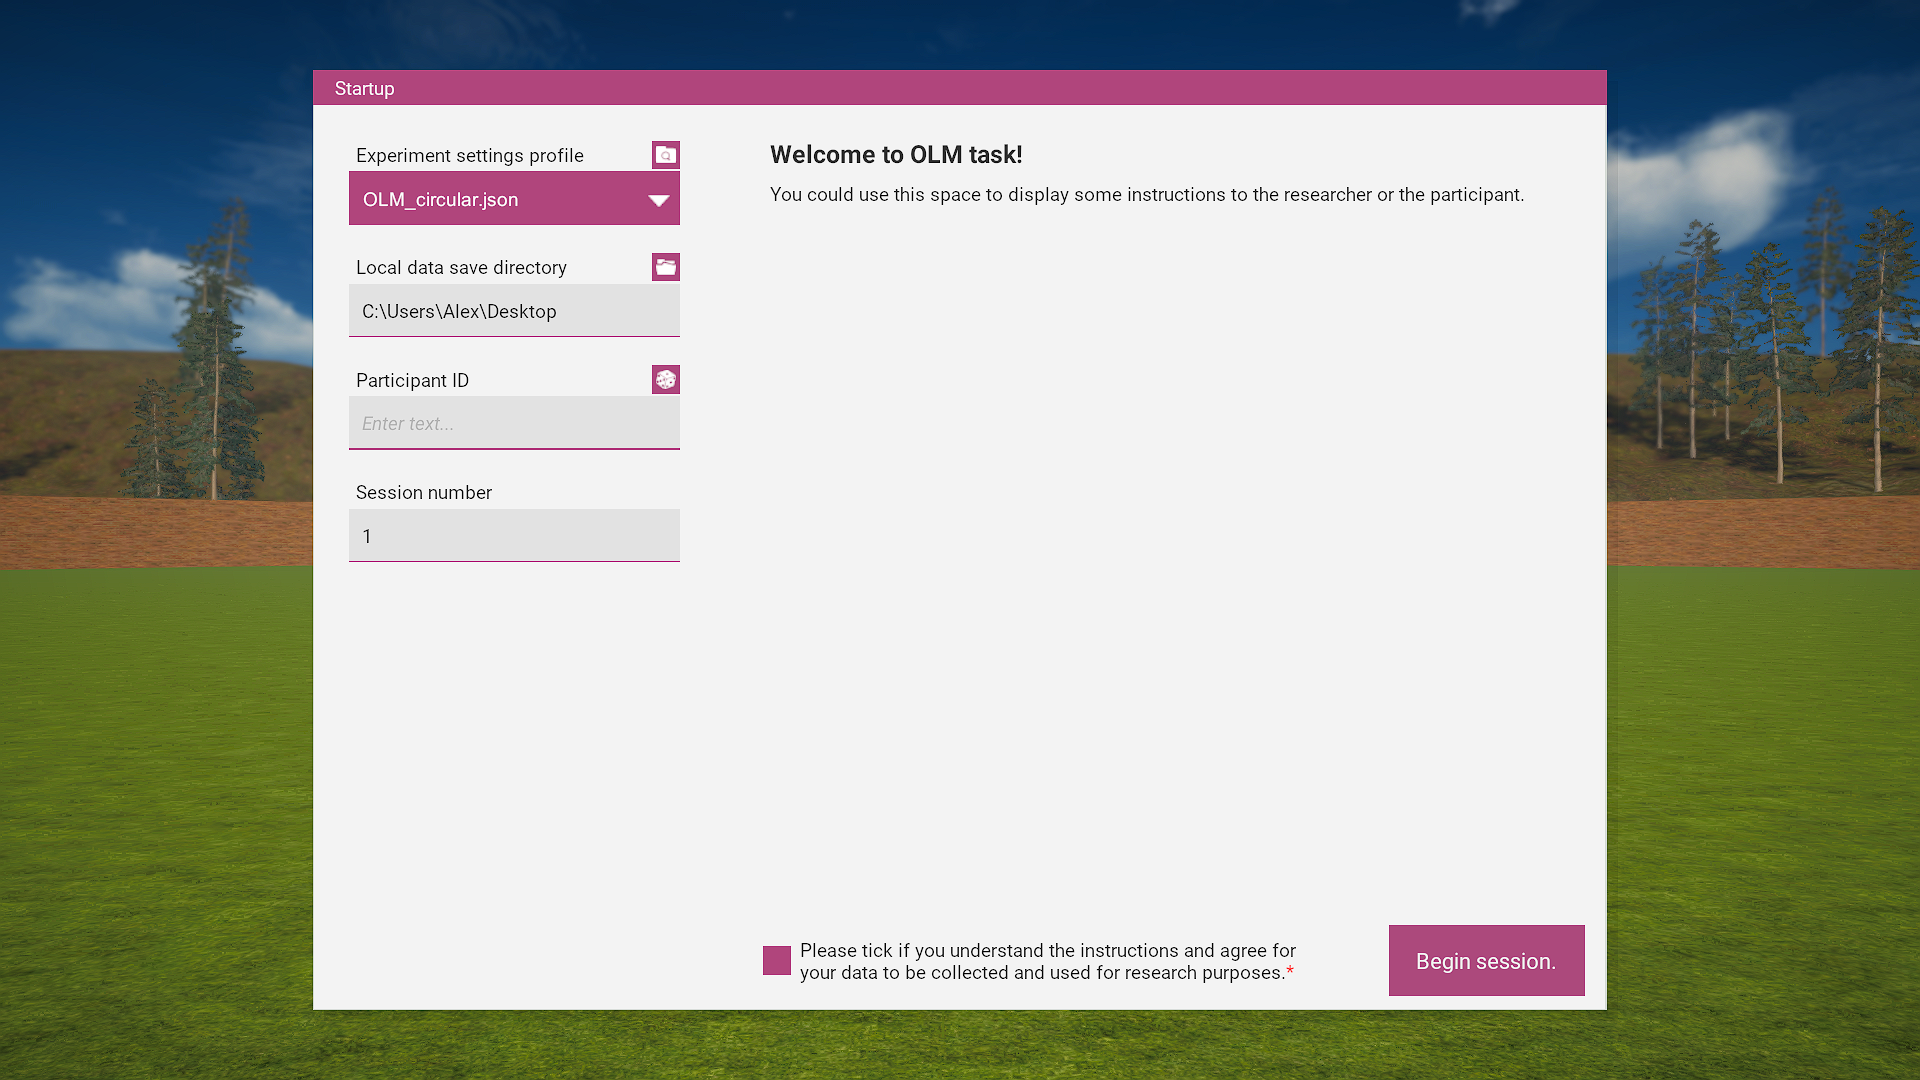 Startup
Experiment settings profile
OLM_circular.json
Local data save directory
C:\Users\Alex\Desktop
Participant ID
Enter text...
Session number
1
Welcome to OLM task!
You could use this space to display some instructions to the researcher or the participant.
Please tick if you understand the instructions and agree for
your data to be collected and used for research purposes.*
Begin session.